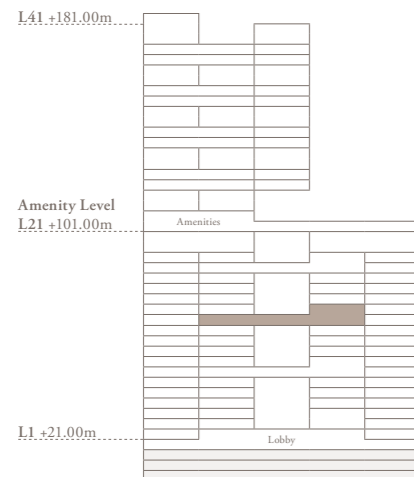 L41 +181.00m
Amenity Level
L21 +101.00m
Amenities
L1 +21.00m
Lobby